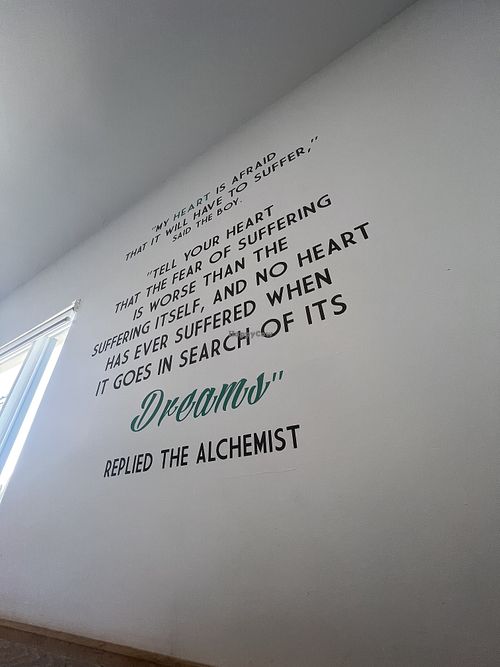 "MY HEART IS AFRAID
THAT IT WILL HAVE TO SUFFER,"
SAID THE BOY.
"TELL YOUR HEART
THAT THE FEAR OF SUFFERING
IS WORSE THAN THE
SUFFERING ITSELF, AND NO HEART
HAS EVER SUFFERED WHEN
IT GOES IN SEARCH OF ITS
Dreams"
REPLIED THE ALCHEMIST